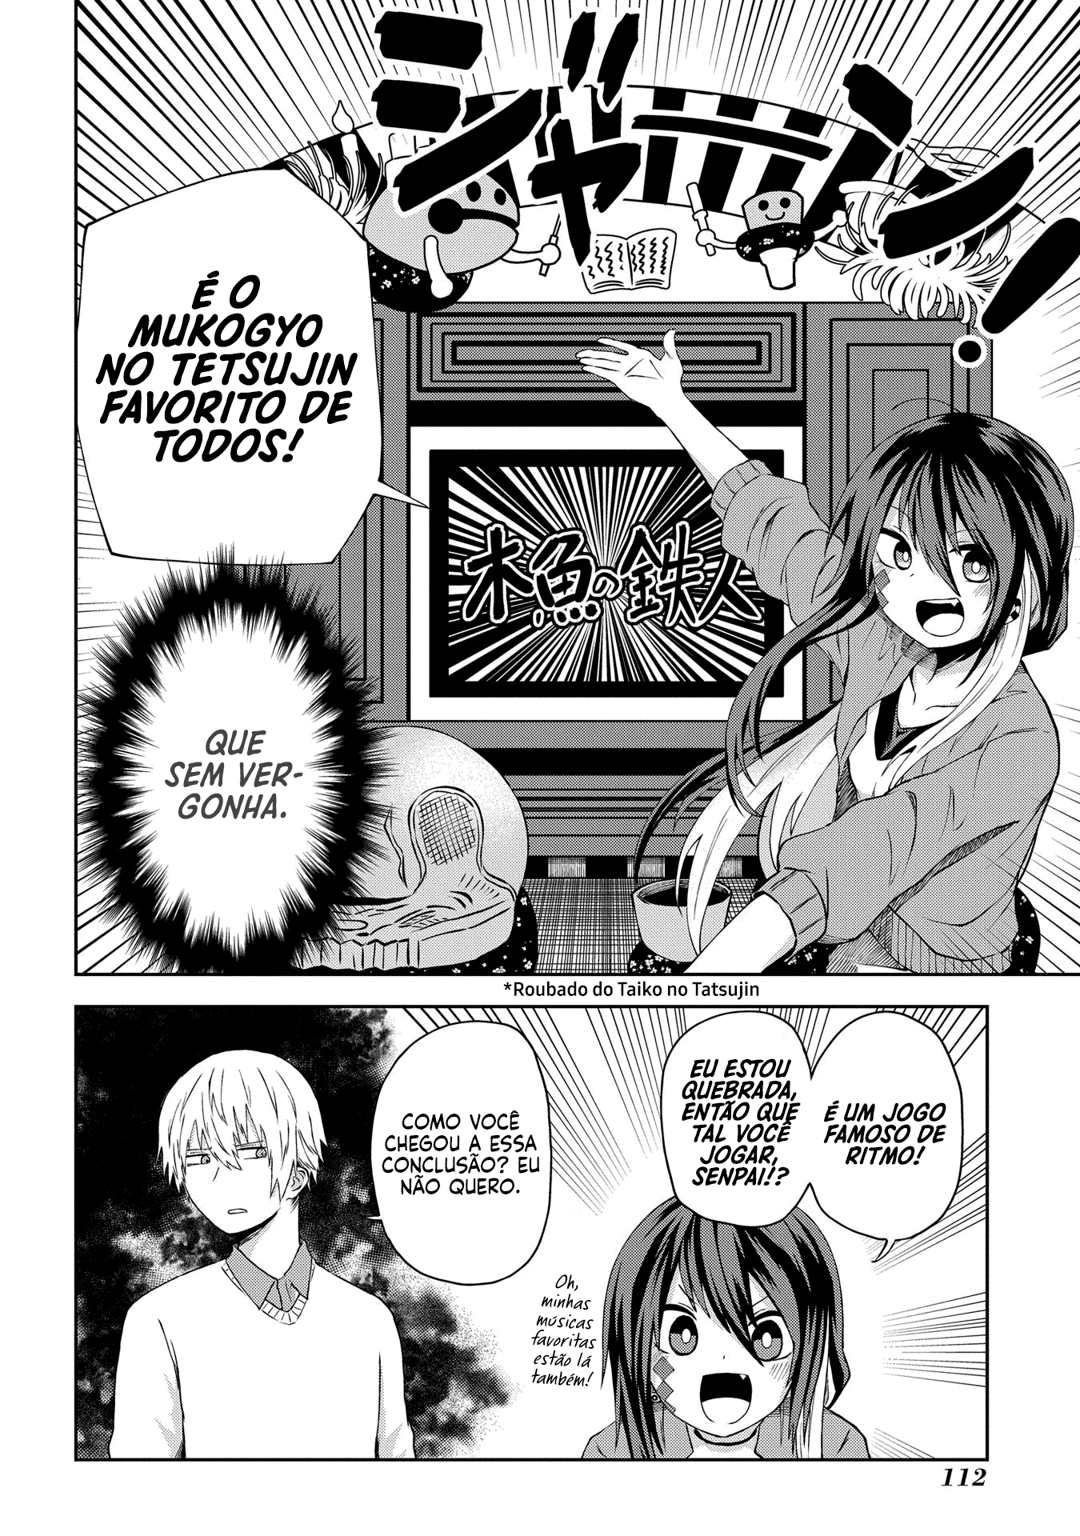 ジャーン!
É O
MUKOGYO
NO TETSUJIN
FAVORITO DE
TODOS!
木魚の鉄人
QUE
SEM VER-
GONHA.
*Roubado do Taiko no Tatsujin
É UM JOGO
FAMOSO DE
RITMO!
EU ESTOU
QUEBRADA,
ENTÃO QUE
TAL VOCÊ
JOGAR,
SENPAI!?
Oh,
minhas
músicas
favoritas
estão lá
também!
COMO VOCÊ
CHEGOU A ESSA
CONCLUSÃO? EU
NÃO QUERO.
112